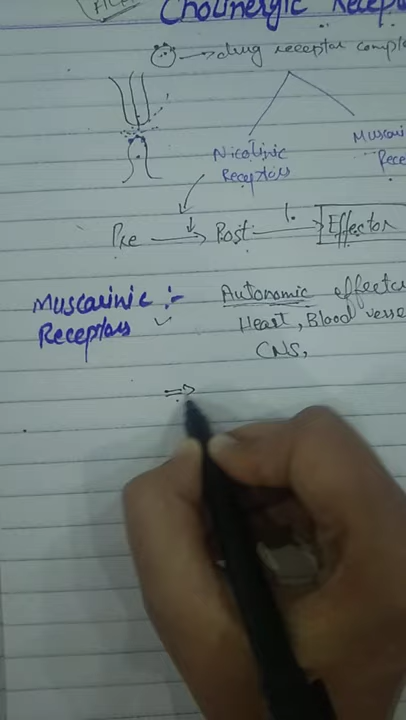 Cholinergic Recep
→ drug receptor comple
Nicotinic
Receptors
Muscari
Rece
Pre → Post → Effector
Muscarinic :- Autonomic effecto
Receptors ✓ Heart, Blood vesse
CNS,
⇒